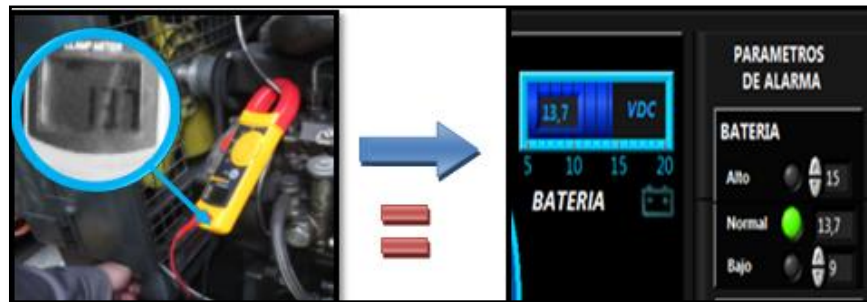 CLAMP METER
13,7 VDC
5 10 15 20
BATERIA
PARAMETROS
DE ALARMA
BATERIA
Alto 15
Normal 13,7
Bajo 9